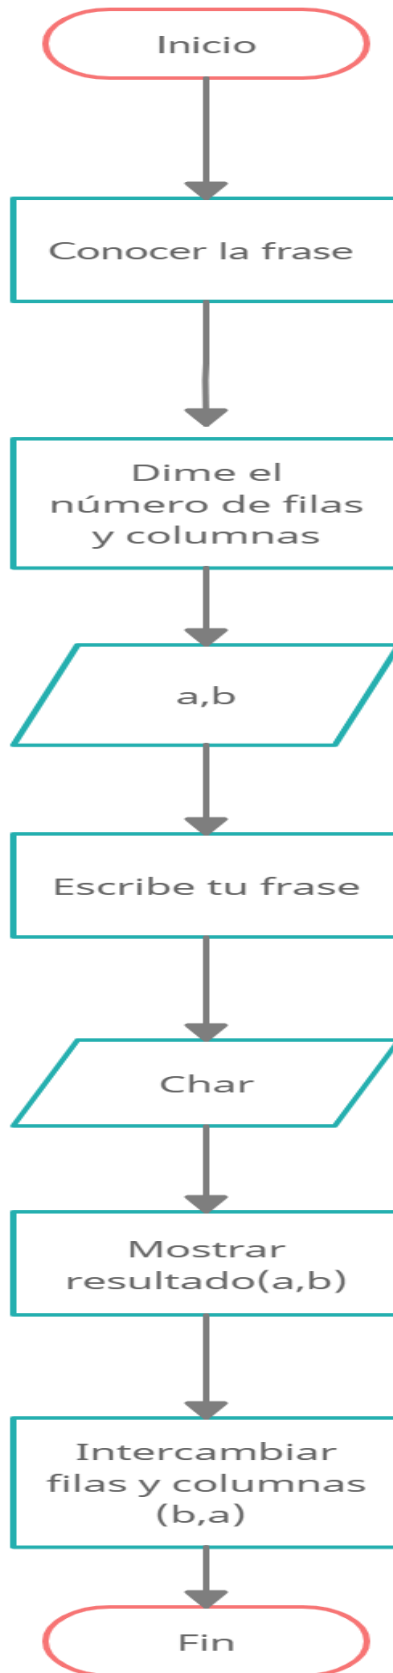 Inicio
Conocer la frase
Dime el
número de filas
y columnas
a,b
Escribe tu frase
Char
Mostrar
resultado(a,b)
Intercambiar
filas y columnas
(b,a)
Fin